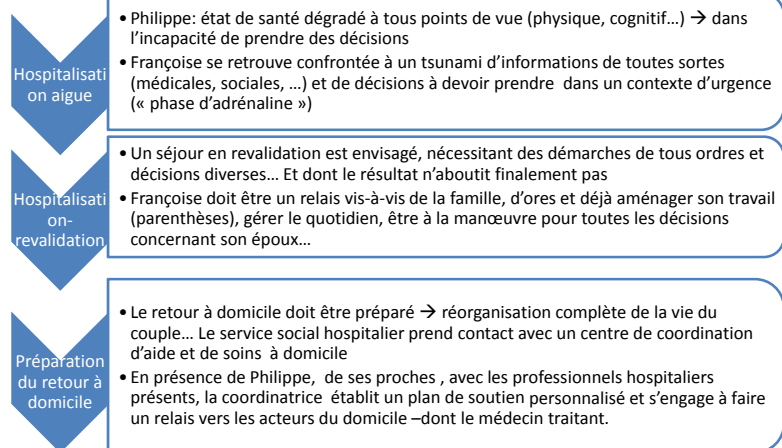 Hospitalisati
on aigue
• Philippe: état de santé dégradé à tous points de vue (physique, cognitif…) → dans
l’incapacité de prendre des décisions
• Françoise se retrouve confrontée à un tsunami d’informations de toutes sortes
(médicales, sociales, …) et de décisions à devoir prendre dans un contexte d’urgence
(« phase d’adrénaline »)
Hospitalisati
on-
revalidation
• Un séjour en revalidation est envisagé, nécessitant des démarches de tous ordres et
décisions diverses… Et dont le résultat n’aboutit finalement pas
• Françoise doit être un relais vis-à-vis de la famille, d’ores et déjà aménager son travail
(parenthèses), gérer le quotidien, être à la manœuvre pour toutes les décisions
concernant son époux…
Préparation
du retour à
domicile
• Le retour à domicile doit être préparé → réorganisation complète de la vie du
couple… Le service social hospitalier prend contact avec un centre de coordination
d’aide et de soins à domicile
• En présence de Philippe, de ses proches , avec les professionnels hospitaliers
présents, la coordinatrice établit un plan de soutien personnalisé et s’engage à faire
un relais vers les acteurs du domicile –dont le médecin traitant.